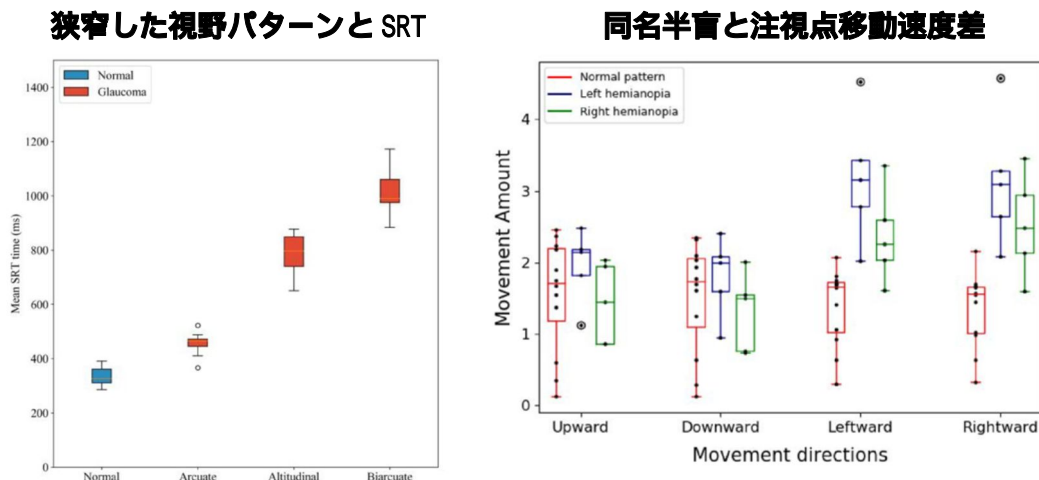 狭窄した視野パターンと SRT
1400
1200
1000
800
600
400
200
0
Mean SRT time (ms)
Normal
Glaucoma
Normal
Arcuate
Altitudinal
Biarcuate
同名半盲と注視点移動速度差
4
3
2
1
0
Movement Amount
Normal pattern
Left hemianopia
Right hemianopia
Upward
Downward
Leftward
Rightward
Movement directions